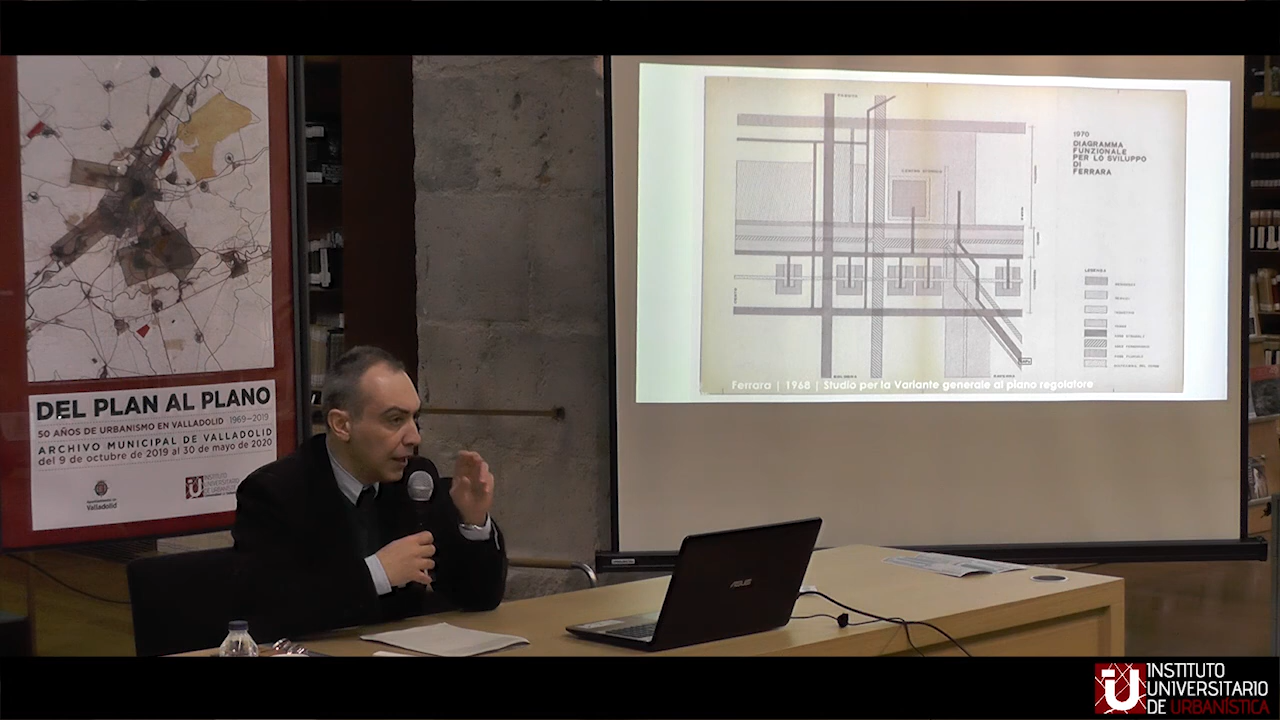 DEL PLAN AL PLANO
50 AÑOS DE URBANISMO EN VALLADOLID 1969–2019
ARCHIVO MUNICIPAL DE VALLADOLID
del 9 de octubre de 2019 al 30 de mayo de 2020
Valladolid
INSTITUTO
UNIVERSITARIO
CENTRO STORICO
1970
DIAGRAMMA
FUNZIONALE
PER LO SVILUPPO
DI
FERRARA
LEGENDA
Ferrara | 1968 | Studio per la Variante generale al piano regolatore
ASUS
INSTITUTO
UNIVERSITARIO
DE URBANÍSTICA